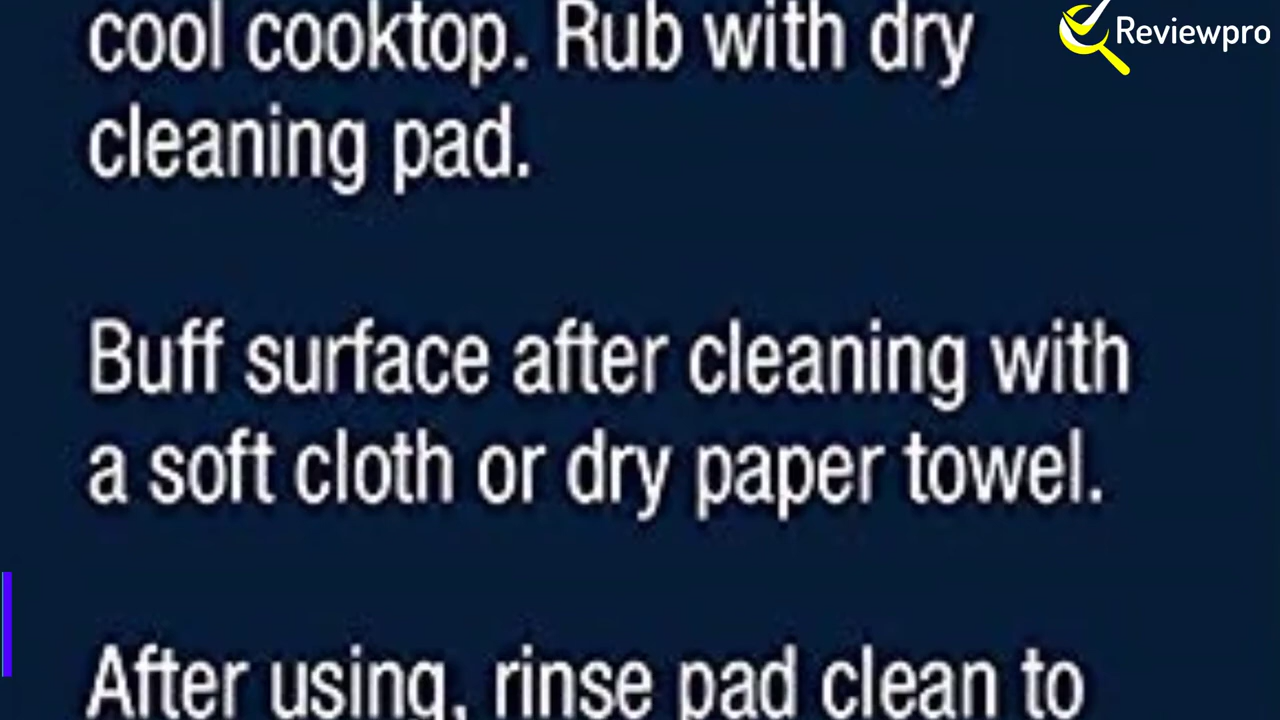 Reviewpro
cool cooktop. Rub with dry
cleaning pad.
Buff surface after cleaning with
a soft cloth or dry paper towel.
After using, rinse pad clean to